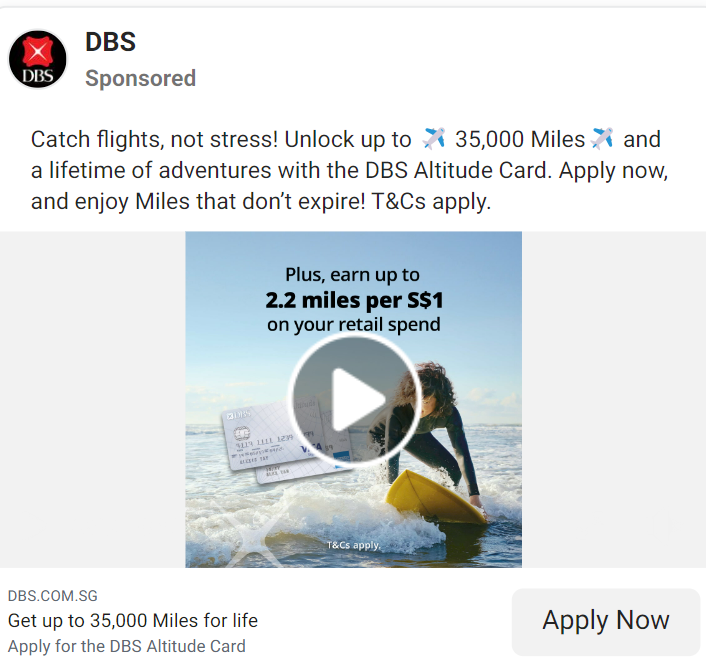 DBS
DBS
Sponsored
Catch flights, not stress! Unlock up to ✈️ 35,000 Miles ✈️ and
a lifetime of adventures with the DBS Altitude Card. Apply now,
and enjoy Miles that don’t expire! T&Cs apply.
Plus, earn up to
2.2 miles per S$1
on your retail spend
DBS
VISA
T&Cs apply.
DBS.COM.SG
Get up to 35,000 Miles for life
Apply for the DBS Altitude Card
Apply Now